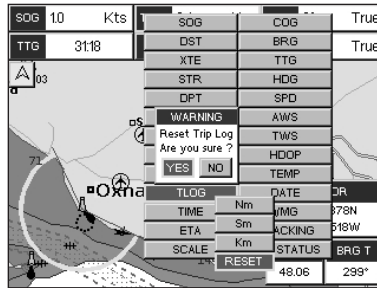 SOG 1.0 Kts
SOG COG
True
TTG 31:18
DST BRG
True
XTE TTG
A 03
STR HDG
DPT SPD
WARNING
AWS
Reset Trip Log
TWS
Are you sure ?
HDOP
YES NO
TEMP
71
Oxna
TLOG DATE
Nm
TIME VMG
378N
Sm
518W
ETA ACKING
Km
SCALE STATUS
BRG T
RESET
48.06 299°